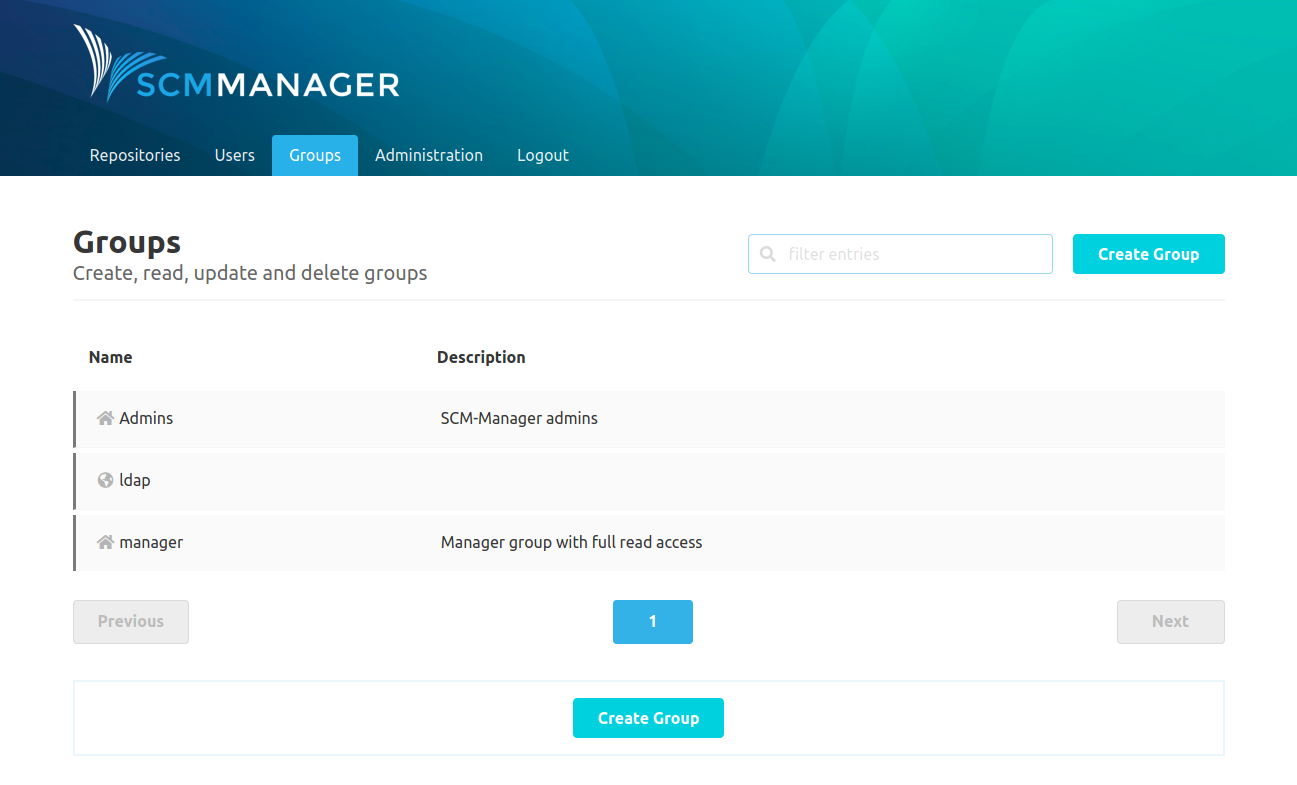 SCMMANAGER
Repositories Users Groups Administration Logout
Groups
Create, read, update and delete groups
filter entries
Create Group
Name Description
Admins SCM-Manager admins
ldap
manager Manager group with full read access
Previous 1 Next
Create Group